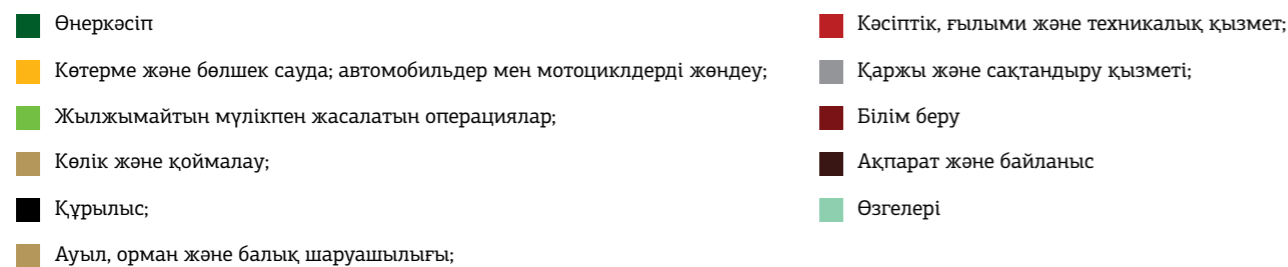 Өнеркәсіп
Көтерме және бөлшек сауда; автомобильдер мен мотоциклдерді жөндеу;
Жылжымайтын мүлікпен жасалатын операциялар;
Көлік және қоймалау;
Құрылыс;
Ауыл, орман және балық шаруашылығы;
Кәсіптік, ғылыми және техникалық қызмет;
Қаржы және сақтандыру қызметі;
Білім беру
Ақпарат және байланыс
Өзгелері